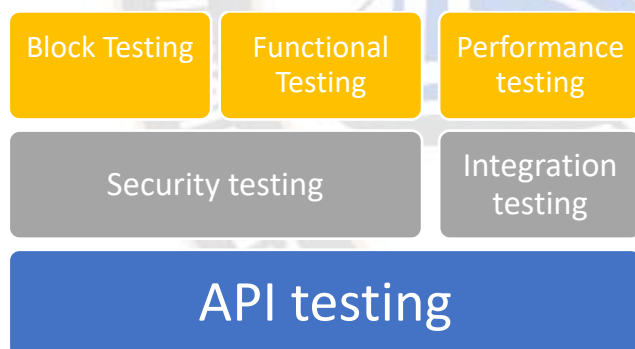 Block Testing
Functional
Testing
Performance
testing
Security testing
Integration
testing
API testing